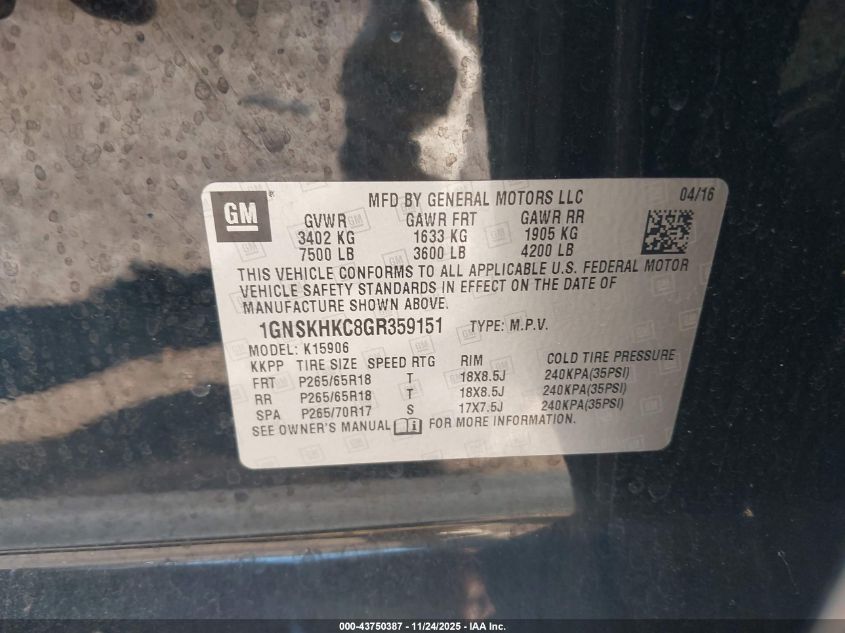 GM
MFD BY GENERAL MOTORS LLC 04/16
GVWR GAWR FRT GAWR RR
3402 KG 1633 KG 1905 KG
7500 LB 3600 LB 4200 LB
THIS VEHICLE CONFORMS TO ALL APPLICABLE U.S. FEDERAL MOTOR
VEHICLE SAFETY STANDARDS IN EFFECT ON THE DATE OF
MANUFACTURE SHOWN ABOVE.
1GNSKHKC8GR359151 TYPE: M.P.V.
MODEL: K15906
KKPP TIRE SIZE SPEED RTG RIM COLD TIRE PRESSURE
FRT P265/65R18 T 18X8.5J 240KPA(35PSI)
RR P265/65R18 T 18X8.5J 240KPA(35PSI)
SPA P265/70R17 S 17X7.5J 240KPA(35PSI)
SEE OWNER'S MANUAL FOR MORE INFORMATION.
000-43750387 - 11/24/2025 - IAA Inc.